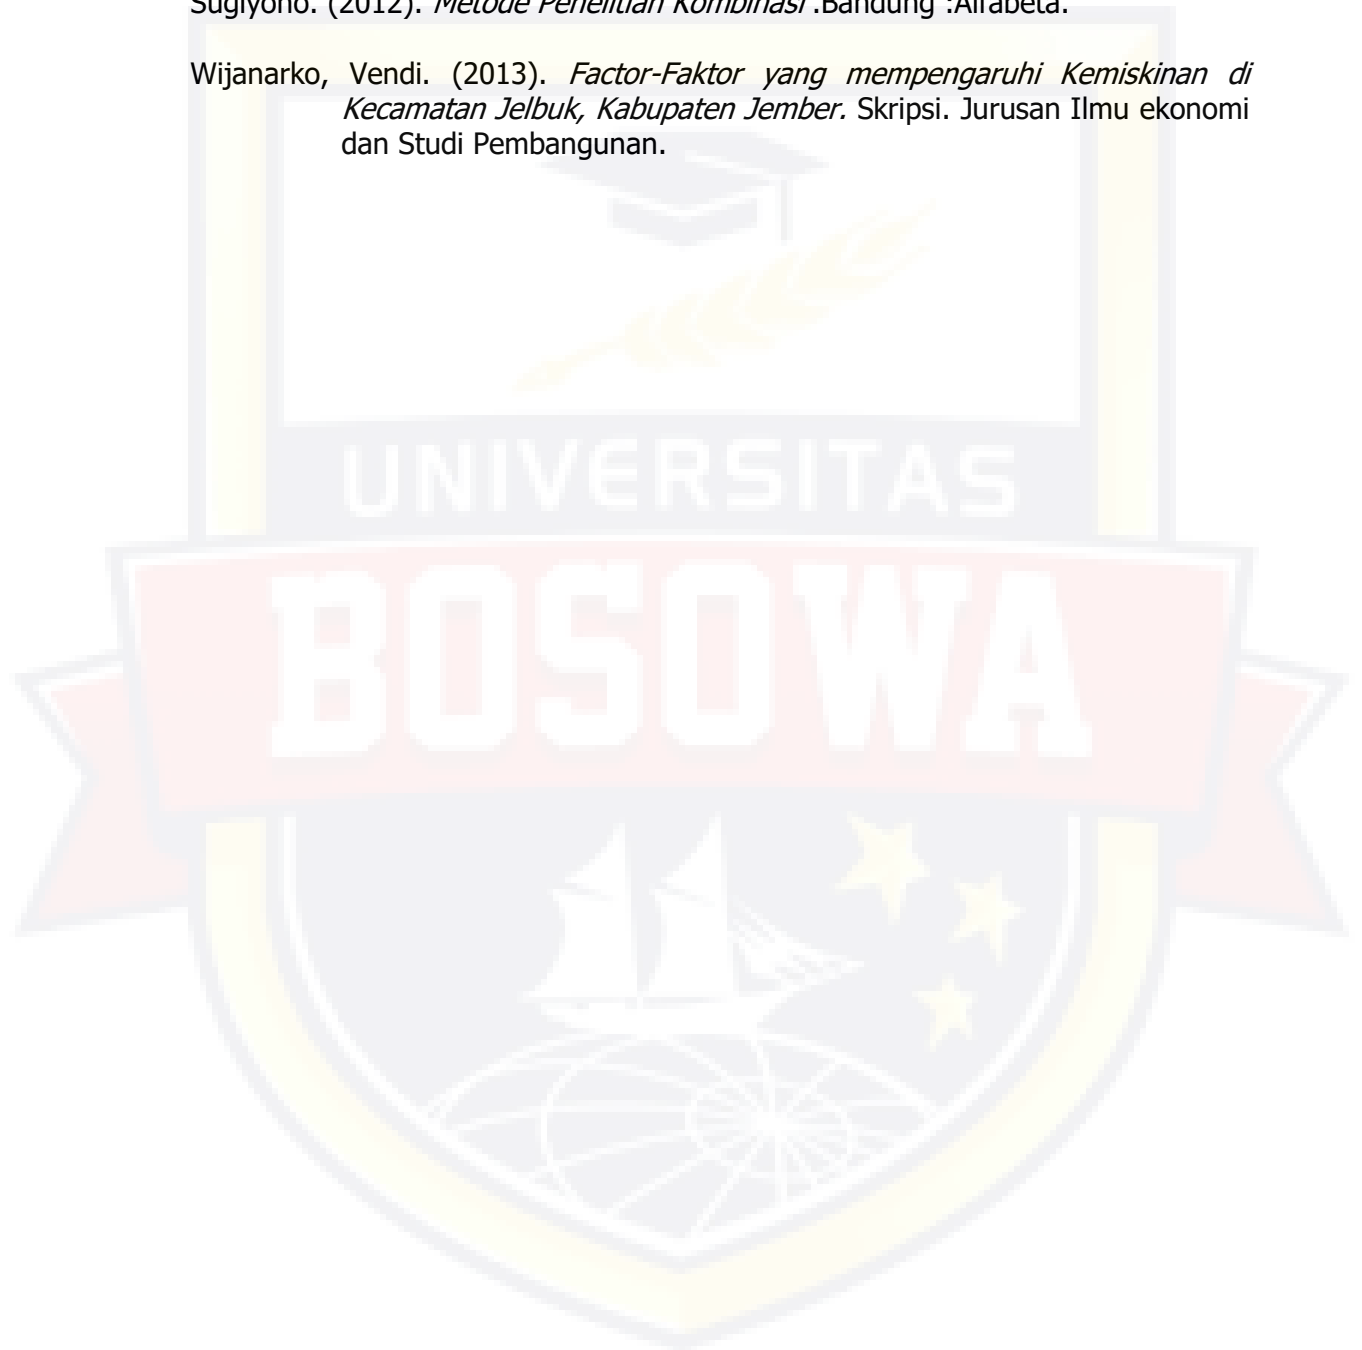 Sugiyono. (2012). Metode Penelitian Kombinasi .Bandung :Alfabeta.
Wijanarko, Vendi. (2013). Factor-Faktor yang mempengaruhi Kemiskinan di
Kecamatan Jelbuk, Kabupaten Jember. Skripsi. Jurusan Ilmu ekonomi
dan Studi Pembangunan.
UNIVERSITAS
BOSOWA